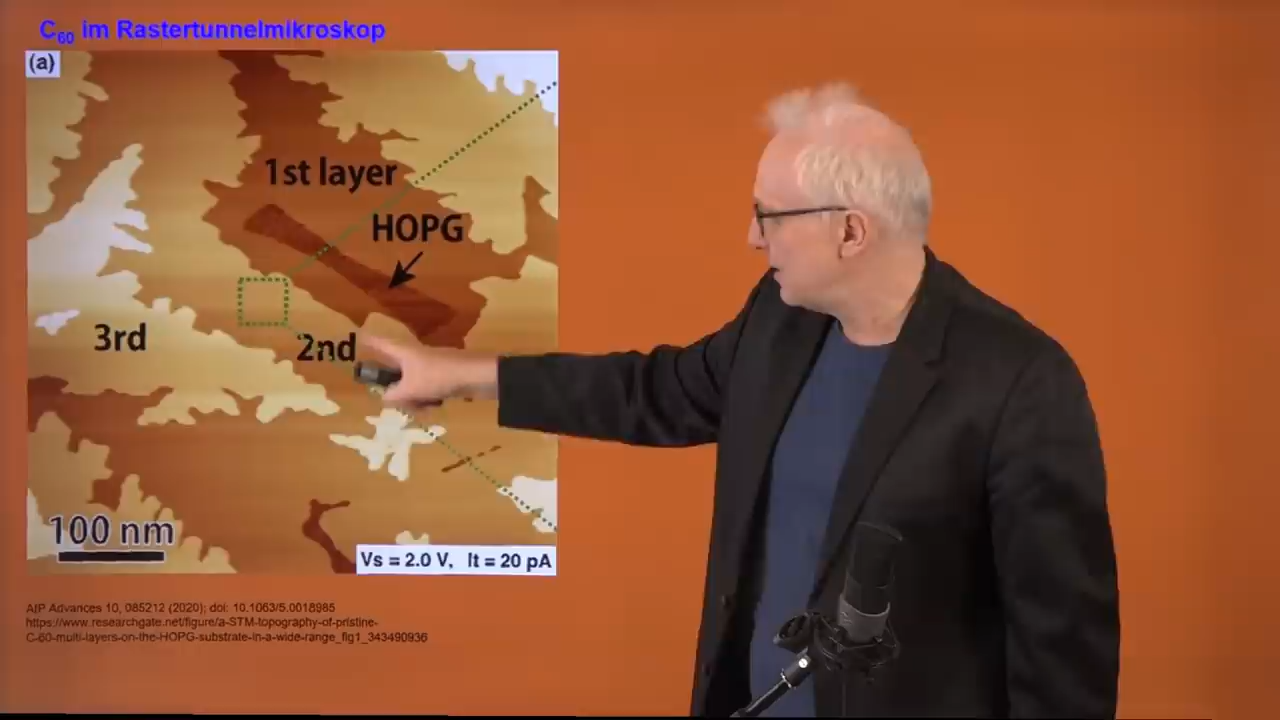 C₆₀ im Rastertunnelmikroskop
(a)
1st layer
HOPG
3rd
2nd
100 nm
Vs = 2.0 V, It = 20 pA
AIP Advances 10, 085212 (2020); doi: 10.1063/5.0018985
https://www.researchgate.net/figure/a-STM-topography-of-pristine-
C-60-multi-layers-on-the-HOPG-substrate-in-a-wide-range_fig1_343490936